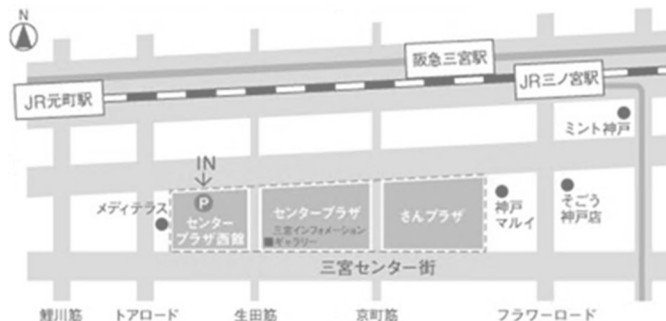 N
阪急三宮駅
JR元町駅
JR三ノ宮駅
ミント神戸
IN
メディテラス
P
センター
プラザ西館
センタープラザ
三宮インフォメーション
ギャラリー
さんプラザ
神戸
マルイ
そごう
神戸店
三宮センター街
鯉川筋
トアロード
生田筋
京町筋
フラワーロード